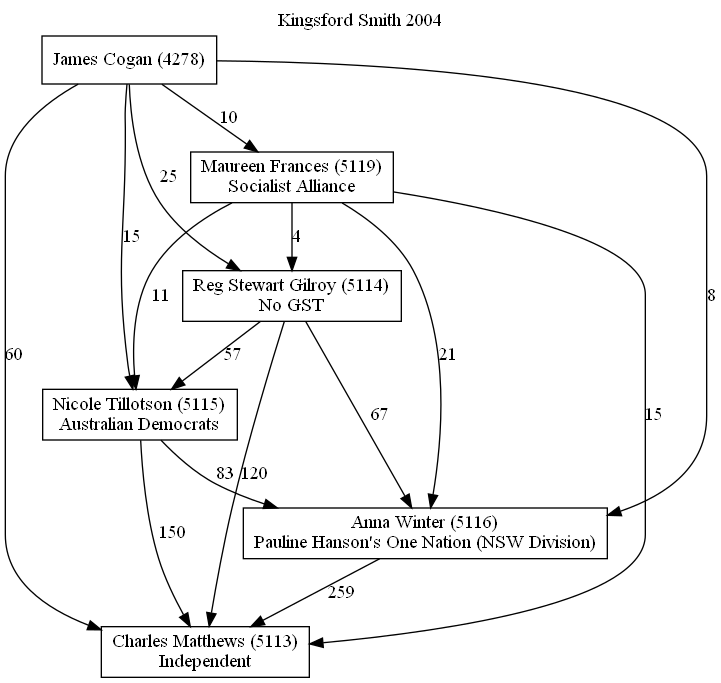 Kingsford Smith 2004
James Cogan (4278)
10
Maureen Frances (5119)
Socialist Alliance
25
15
4
11
Reg Stewart Gilroy (5114)
No GST
8
60
57
21
Nicole Tillotson (5115)
Australian Democrats
67
15
83
120
Anna Winter (5116)
Pauline Hanson's One Nation (NSW Division)
150
259
Charles Matthews (5113)
Independent